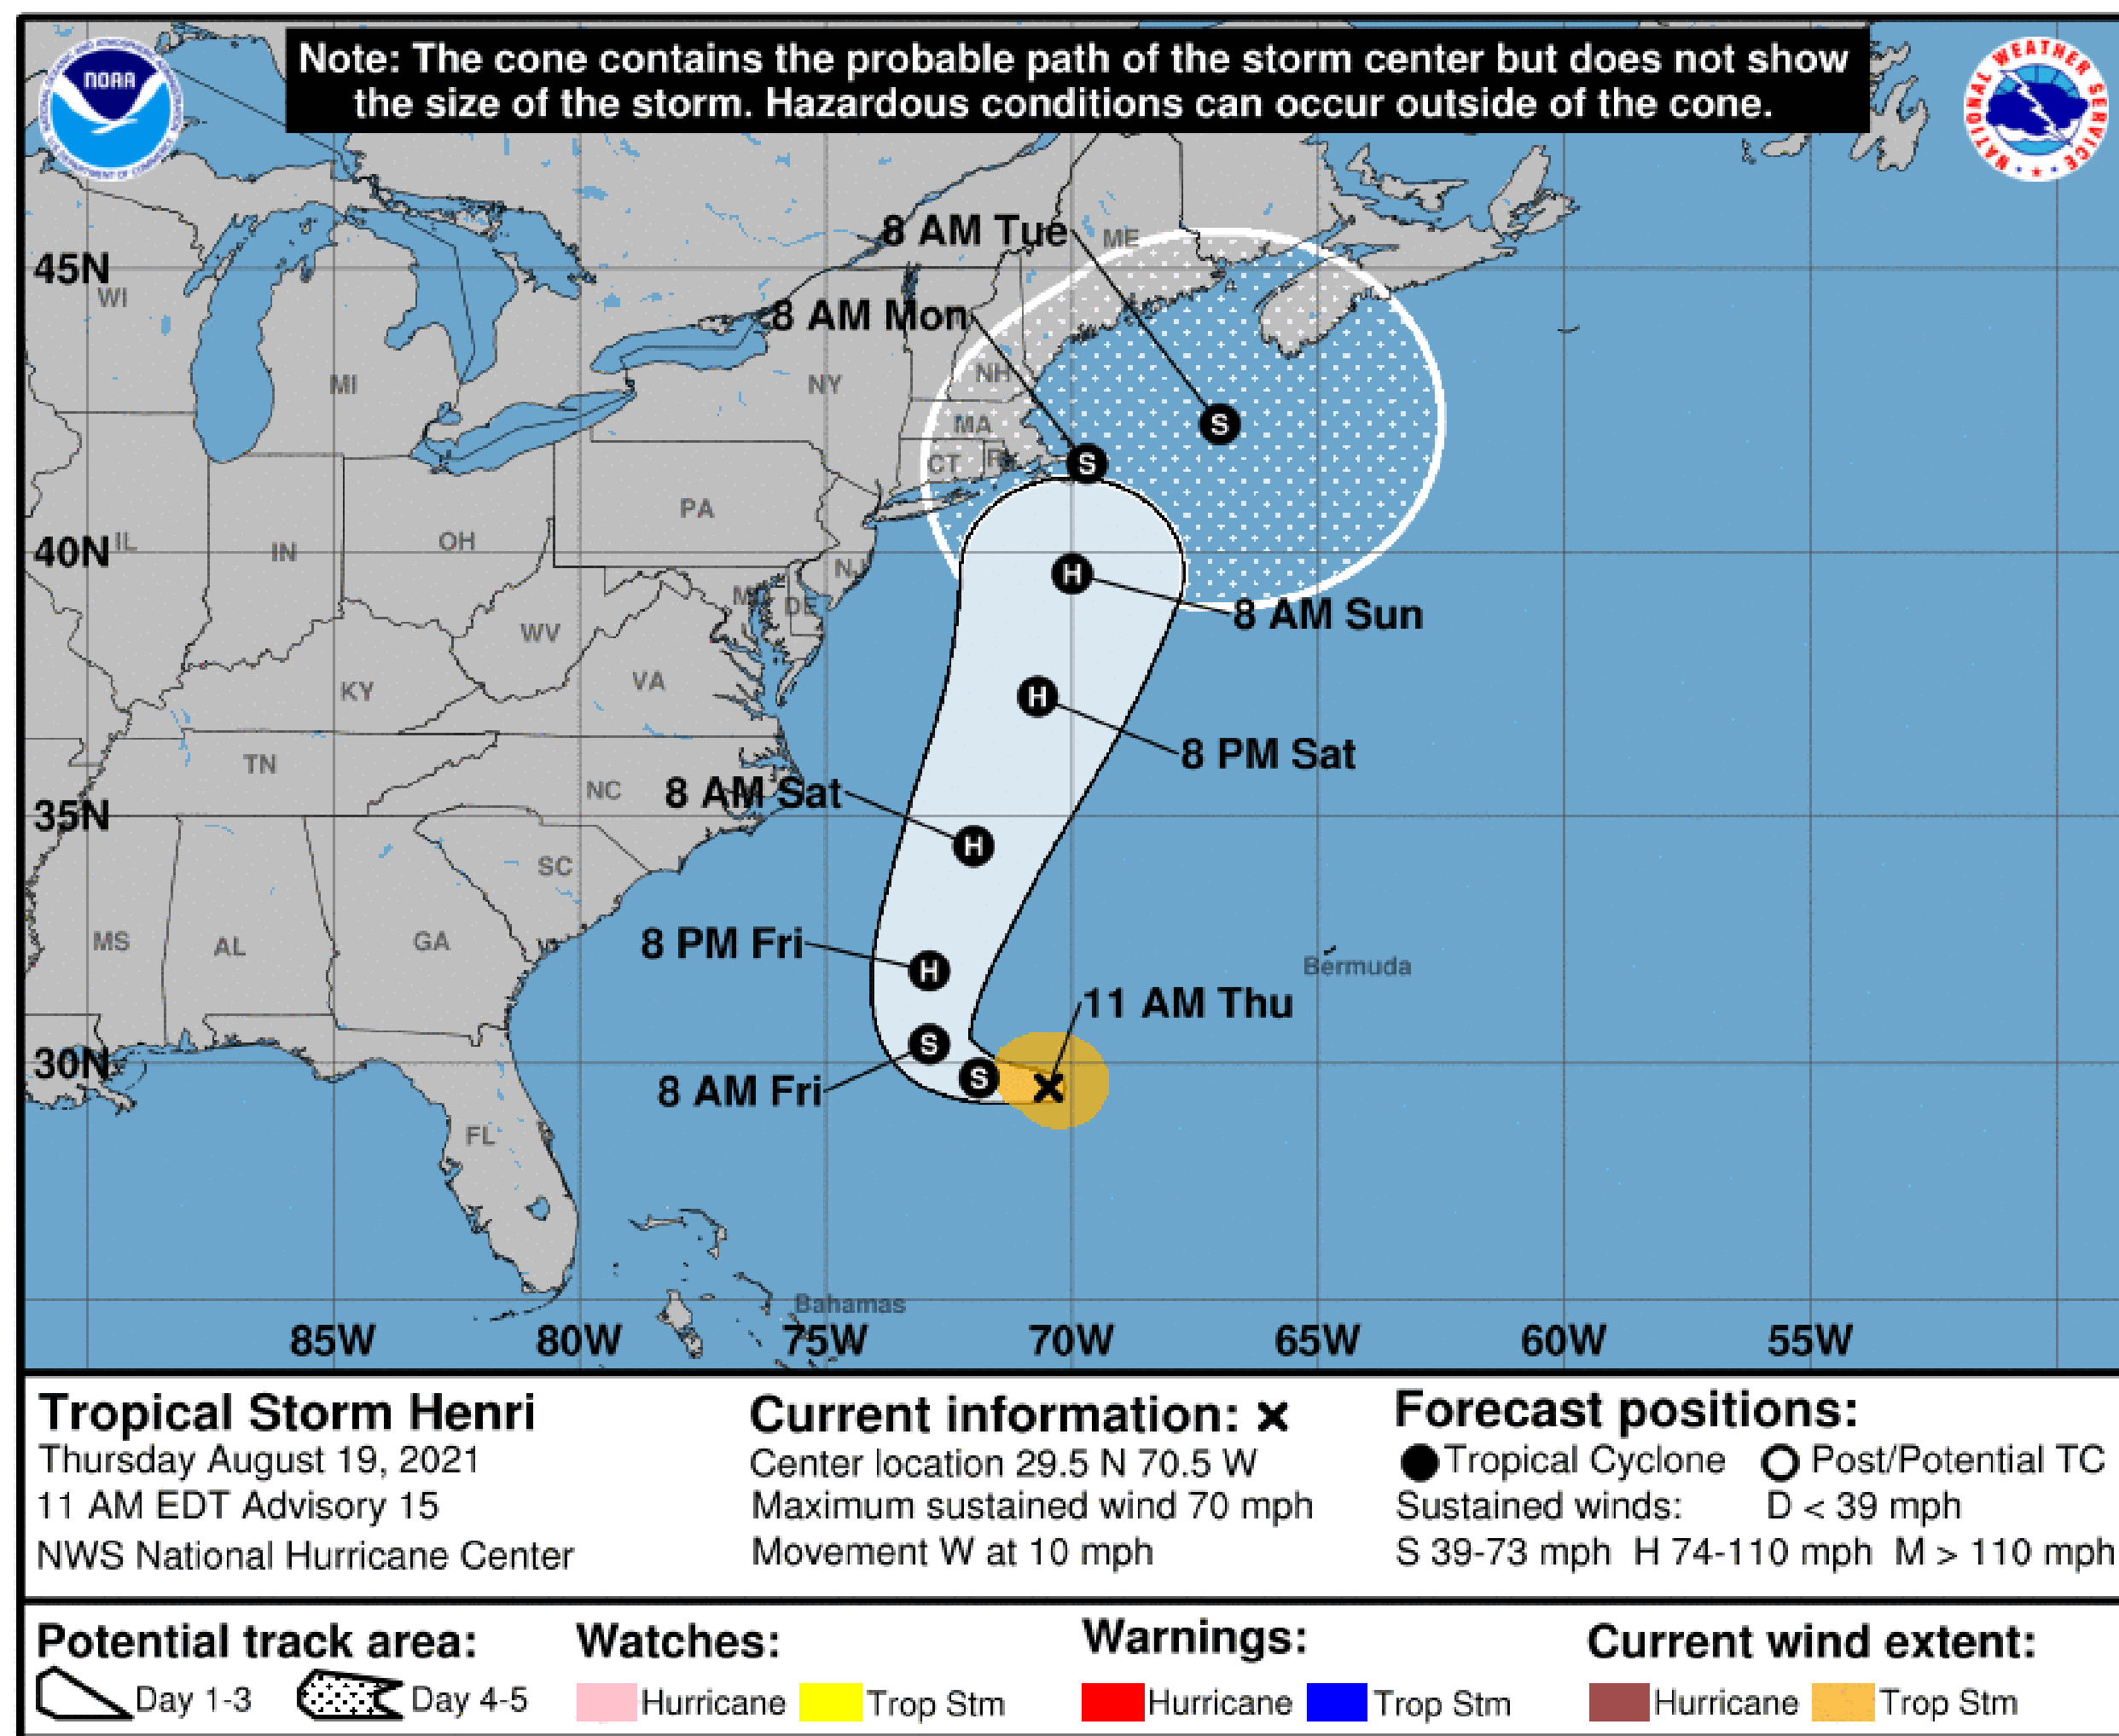 Note: The cone contains the probable path of the storm center but does not show
the size of the storm. Hazardous conditions can occur outside of the cone.
NOAA
NATIONAL WEATHER SERVICE
8 AM Tue
ME
45N
WI
8 AM Mon
NH
MI
NY
MA
CT
RI
PA
40N
IL
IN
OH
NJ
MD
DE
8 AM Sun
WV
KY
VA
8 PM Sat
TN
NC
8 AM Sat
35N
SC
MS
AL
GA
8 PM Fri
Bermuda
11 AM Thu
30N
8 AM Fri
FL
Bahamas
85W 80W 75W 70W 65W 60W 55W
H
S
Tropical Storm Henri
Thursday August 19, 2021
11 AM EDT Advisory 15
NWS National Hurricane Center
Current information: x
Center location 29.5 N 70.5 W
Maximum sustained wind 70 mph
Movement W at 10 mph
Forecast positions:
Tropical Cyclone Post/Potential TC
Sustained winds: D < 39 mph
S 39-73 mph H 74-110 mph M > 110 mph
Potential track area:
Day 1-3 Day 4-5
Watches:
Hurricane Trop Stm
Warnings:
Hurricane Trop Stm
Current wind extent:
Hurricane Trop Stm